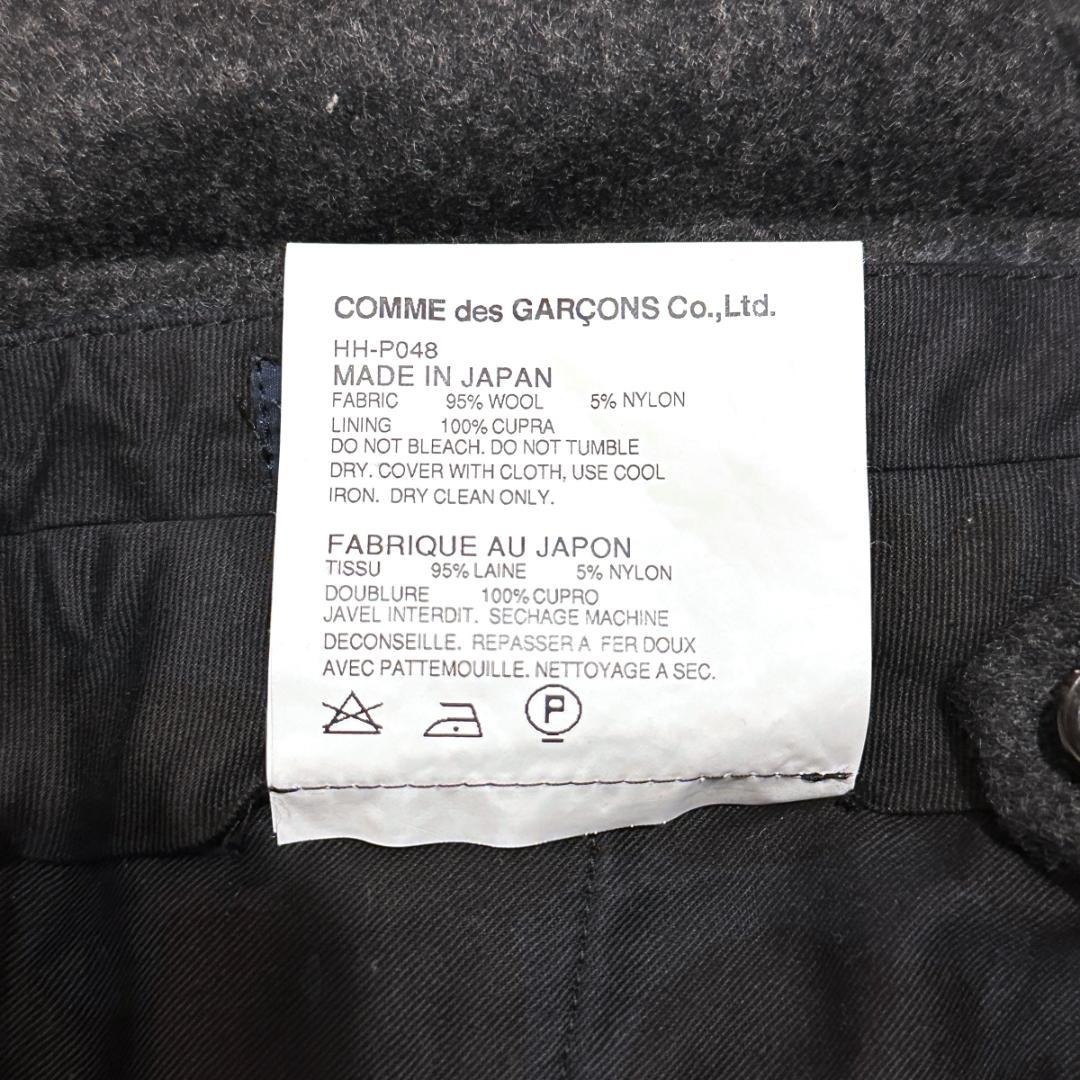 COMME des GARÇONS Co.,Ltd.
HH-P048
MADE IN JAPAN
FABRIC 95% WOOL 5% NYLON
LINING 100% CUPRA
DO NOT BLEACH. DO NOT TUMBLE
DRY. COVER WITH CLOTH, USE COOL
IRON. DRY CLEAN ONLY.
FABRIQUE AU JAPON
TISSU 95% LAINE 5% NYLON
DOUBLURE 100% CUPRO
JAVEL INTERDIT. SECHAGE MACHINE
DECONSEILLE. REPASSER A FER DOUX
AVEC PATTEMOUILLE. NETTOYAGE A SEC.
P